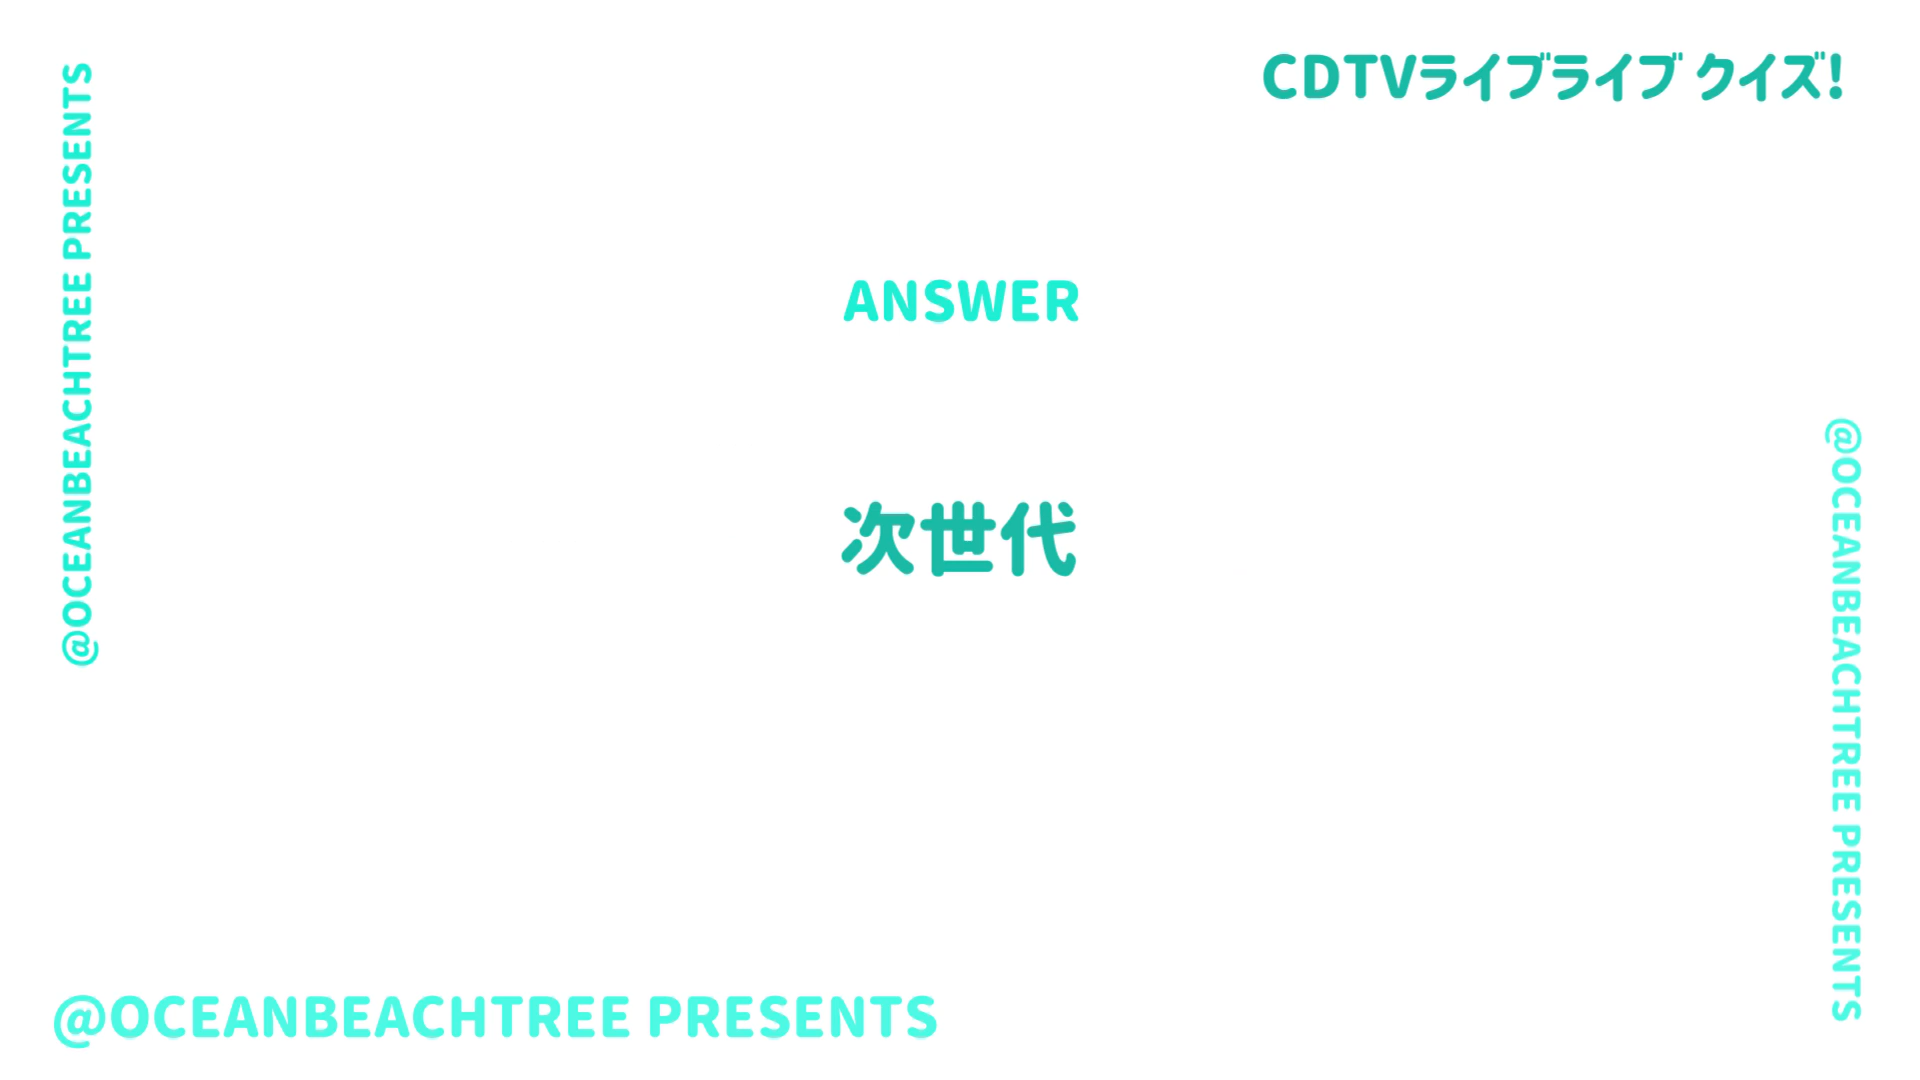 CDTVライブライブ クイズ!
@OCEANBEACHTREE PRESENTS
ANSWER
次世代
@OCEANBEACHTREE PRESENTS
@OCEANBEACHTREE PRESENTS